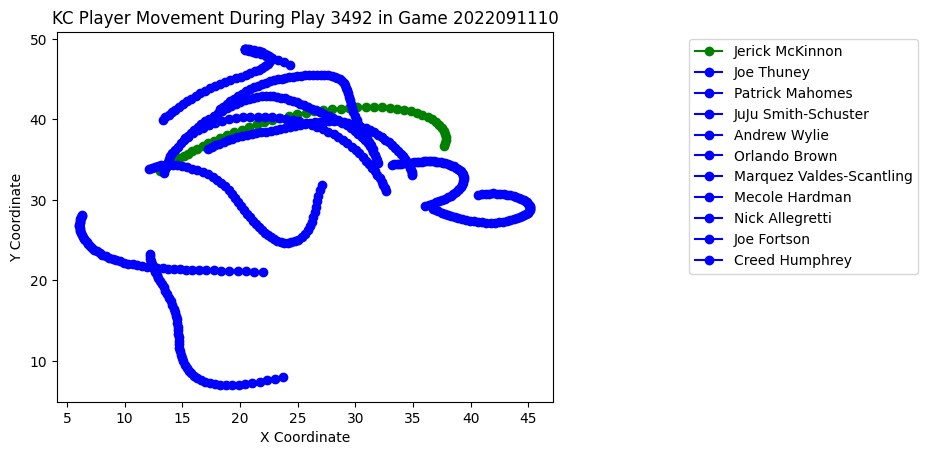 KC Player Movement During Play 3492 in Game 2022091110
50
40
30
20
10
Y Coordinate
5 10 15 20 25 30 35 40 45
X Coordinate
Jerick McKinnon
Joe Thuney
Patrick Mahomes
JuJu Smith-Schuster
Andrew Wylie
Orlando Brown
Marquez Valdes-Scantling
Mecole Hardman
Nick Allegretti
Joe Fortson
Creed Humphrey